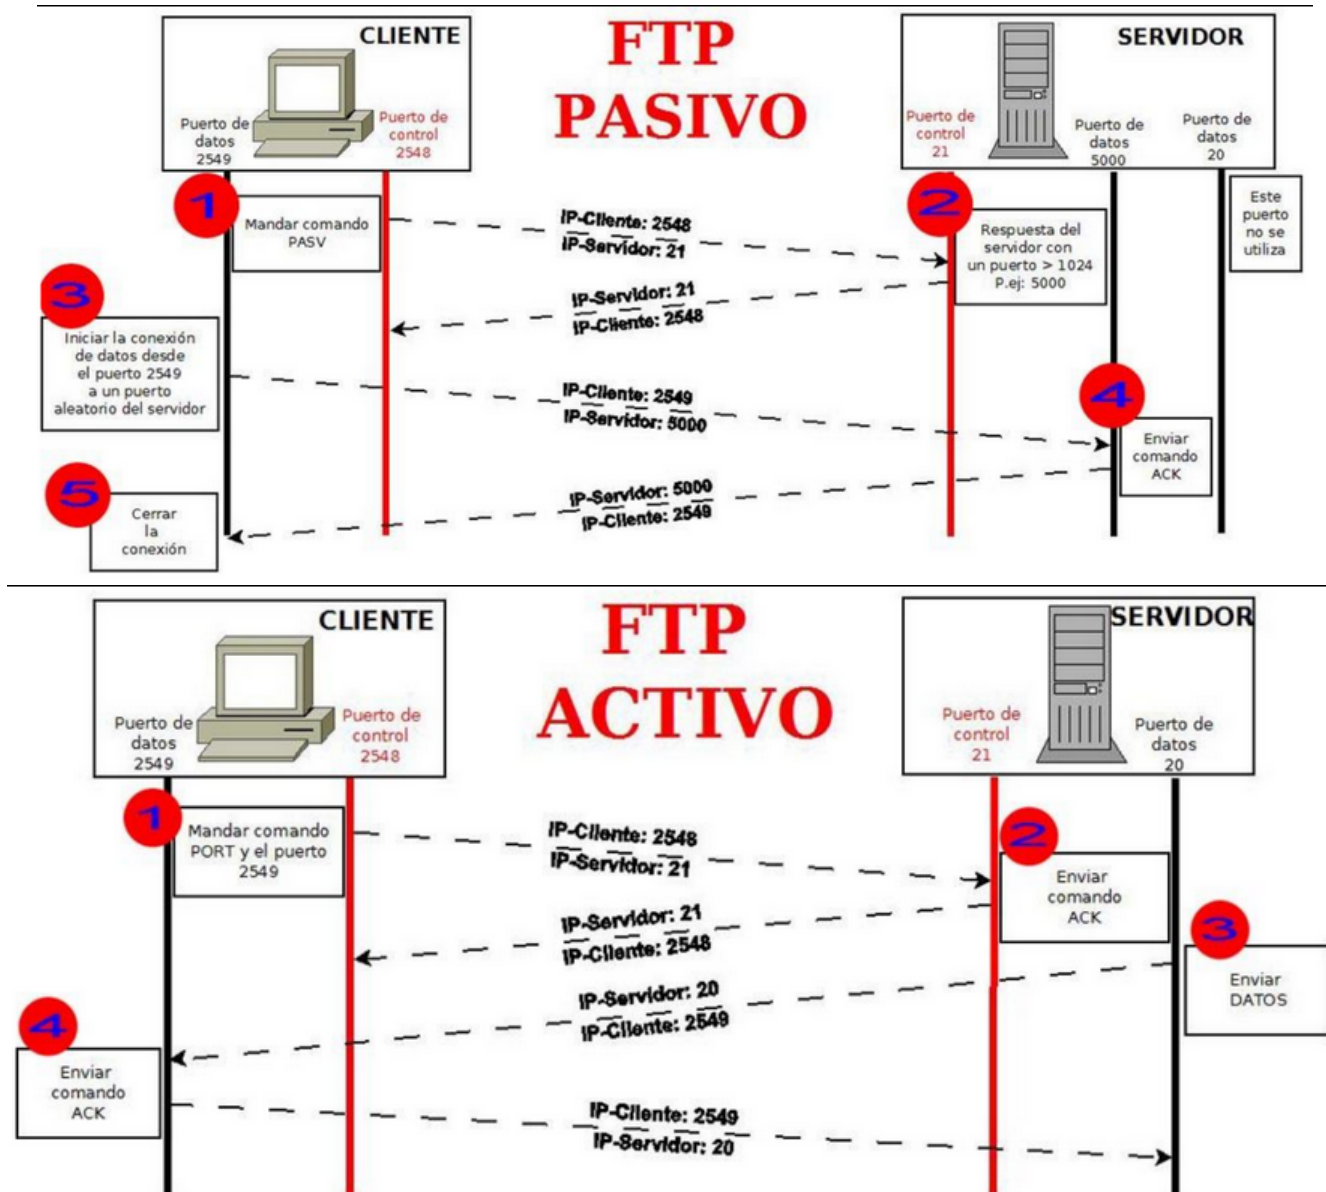 FTP
PASIVO
CLIENTE
Puerto de
datos
2549
Puerto de
control
2548
SERVIDOR
Puerto de
control
21
Puerto de
datos
5000
Puerto de
datos
20
1
Mandar comando
PASV
IP-Cliente: 2548
IP-Servidor: 21
2
Respuesta del
servidor con
un puerto > 1024
P.ej: 5000
Este
puerto
no se
utiliza
IP-Servidor: 21
IP-Cliente: 2548
3
Iniciar la conexión
de datos desde
el puerto 2549
a un puerto
aleatorio del servidor
IP-Cliente: 2549
IP-Servidor: 5000
4
Enviar
comando
ACK
IP-Servidor: 5000
IP-Cliente: 2549
5
Cerrar
la
conexión
FTP
ACTIVO
CLIENTE
Puerto de
datos
2549
Puerto de
control
2548
SERVIDOR
Puerto de
control
21
Puerto de
datos
20
1
Mandar comando
PORT y el puerto
2549
IP-Cliente: 2548
IP-Servidor: 21
2
Enviar
comando
ACK
IP-Servidor: 21
IP-Cliente: 2548
3
Enviar
DATOS
IP-Servidor: 20
IP-Cliente: 2549
4
Enviar
comando
ACK
IP-Cliente: 2549
IP-Servidor: 20